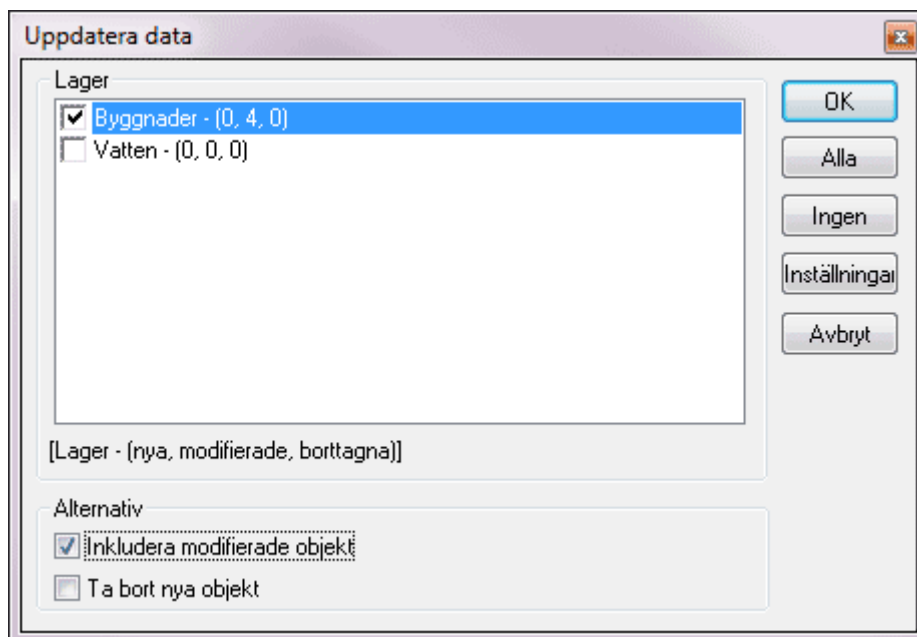 Uppdatera data
Lager
Byggnader - (0, 4, 0)
Vatten - (0, 0, 0)
[Lager - (nya, modifierade, borttagna)]
Alternativ
Inkludera modifierade objekt
Ta bort nya objekt
OK
Alla
Ingen
Inställningar
Avbryt